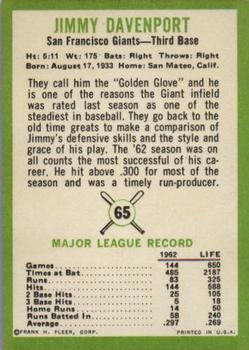 JIMMY DAVENPORT
San Francisco Giants—Third Base
Ht: 5:11 Wt: 175 Bats: Right Throws: Right
Born: August 17, 1933 Home: San Mateo, Calif.
They call him the "Golden Glove" and he
is one of the reasons the Giant infield
was rated last season as one of the
steadiest in baseball. They go back to the
old time greats to make a comparison of
Jimmy's defensive skills and the style and
grace of his play. The '62 season was on
all counts the most successful of his ca-
reer. He hit above .300 for most of this
season and was a timely run-producer.
65
MAJOR LEAGUE RECORD
1962 LIFE
Games 144 650
Times at Bat 485 2187
Runs 83 325
Hits 144 588
2 Base Hits 25 105
3 Base Hits 5 18
Home Runs 14 50
Runs Batted In 58 240
Average .297 .269
©FRANK H. FLEER, CORP. PRINTED IN U.S.A.